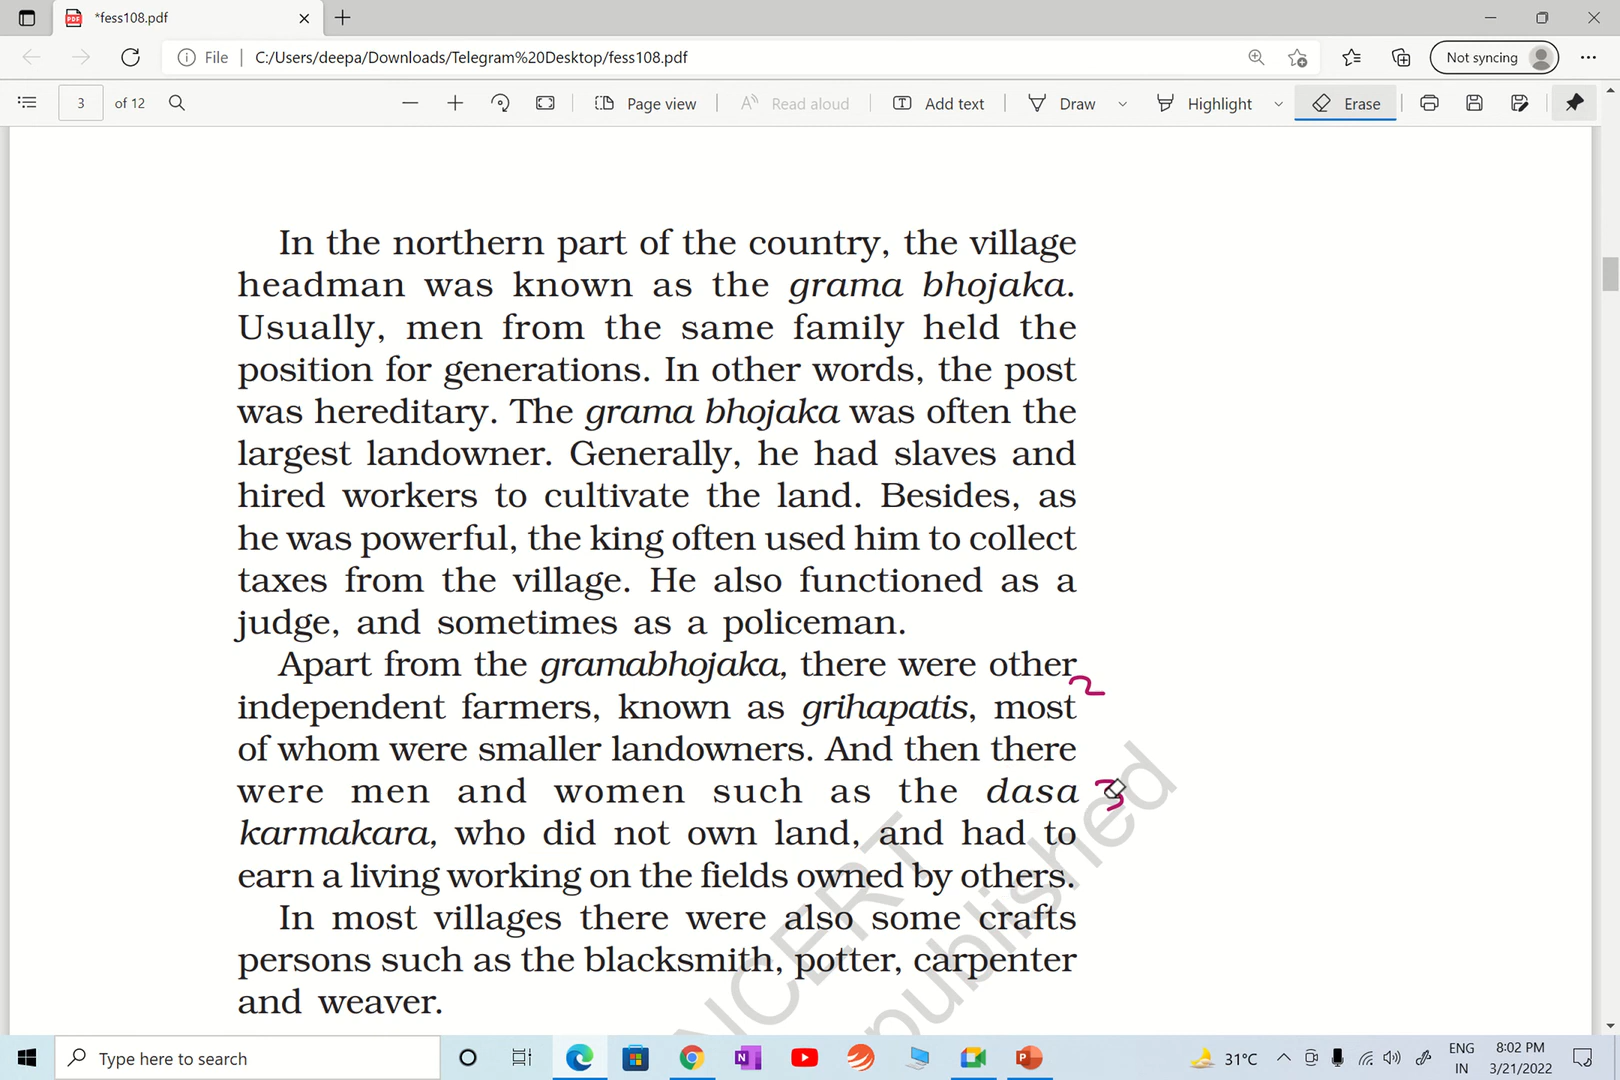 *fess108.pdf
File C:/Users/deepa/Downloads/Telegram%20Desktop/fess108.pdf Not syncing
3 of 12 Page view Read aloud Add text Draw Highlight Erase
In the northern part of the country, the village
headman was known as the grama bhojaka.
Usually, men from the same family held the
position for generations. In other words, the post
was hereditary. The grama bhojaka was often the
largest landowner. Generally, he had slaves and
hired workers to cultivate the land. Besides, as
he was powerful, the king often used him to collect
taxes from the village. He also functioned as a
judge, and sometimes as a policeman.
Apart from the gramabhojaka, there were other
2
independent farmers, known as grihapatis, most
of whom were smaller landowners. And then there
were men and women such as the dasa 3
karmakara, who did not own land, and had to
earn a living working on the fields owned by others.
In most villages there were also some crafts
persons such as the blacksmith, potter, carpenter
and weaver.
NCERT
published
Type here to search 31°C ENG 8:02 PM
IN 3/21/2022